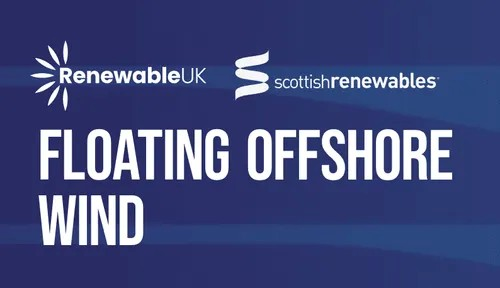 RenewableUK scottishrenewables
FLOATING OFFSHORE
WIND